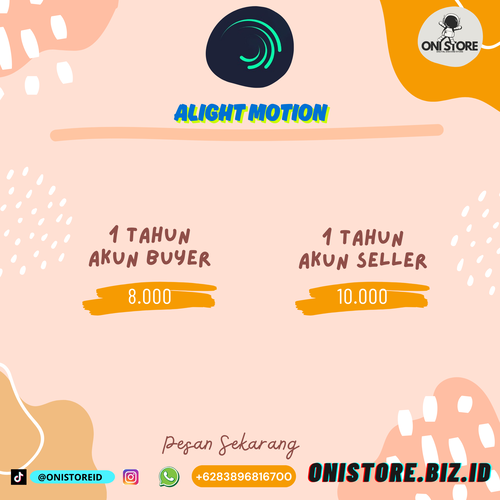 ONI STORE
ALIGHT MOTION
1 TAHUN
AKUN BUYER
8.000
1 TAHUN
AKUN SELLER
10.000
Pesan Sekarang
@ONISTOREID
+6283896816700
ONISTORE.BIZ.ID